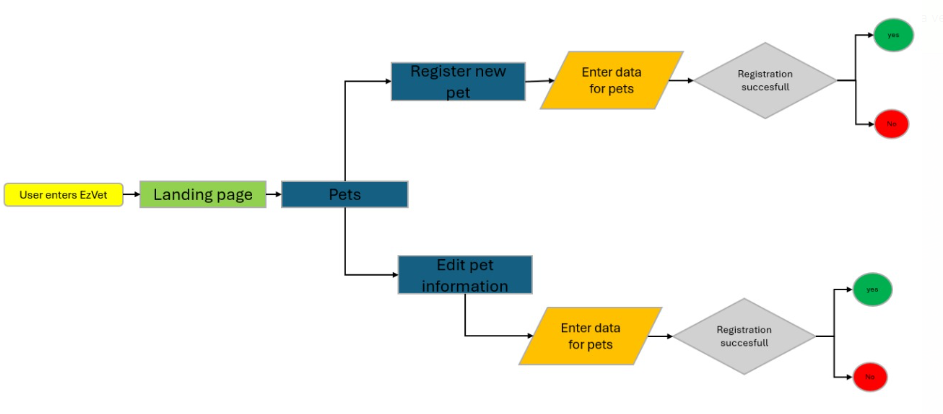 yes
Register new
pet
Enter data
for pets
Registration
succesfull
No
User enters EzVet
Landing page
Pets
Edit pet
information
Enter data
for pets
Registration
succesfull
yes
No